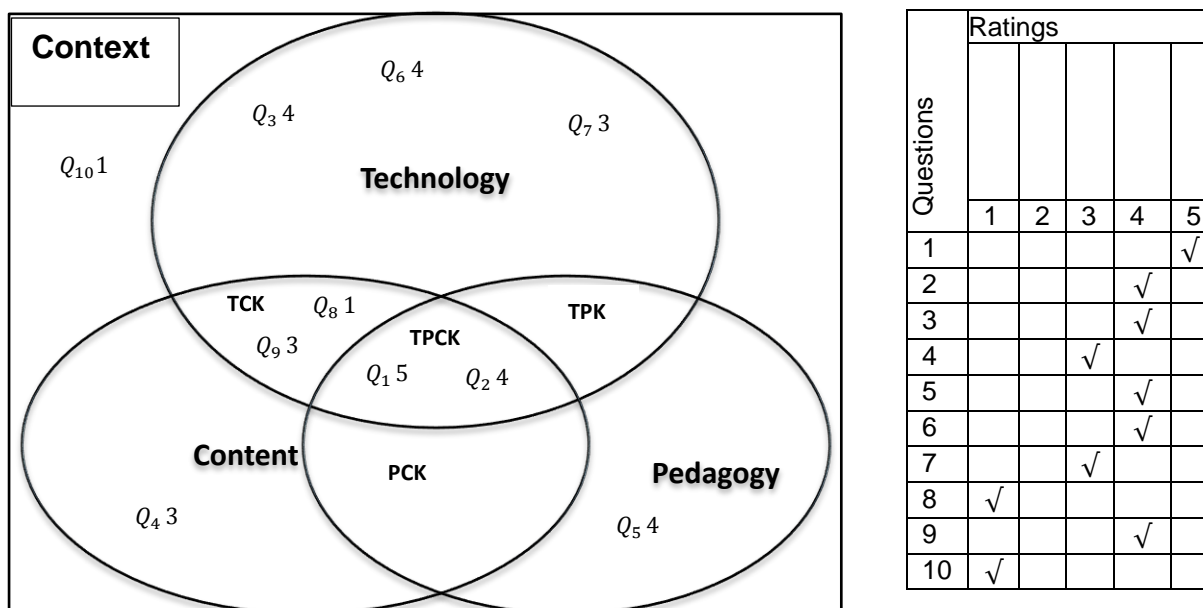 Context
Q₆ 4
Q₃ 4
Q₇ 3
Q₁₀ 1
Technology
TCK
Q₈ 1
TPK
TPCK
Q₉ 3
Q₁ 5
Q₂ 4
Content
PCK
Pedagogy
Q₄ 3
Q₅ 4
Questions
Ratings
1 2 3 4 5
1 √
2 √
3 √
4 √
5 √
6 √
7 √
8 √
9 √
10 √